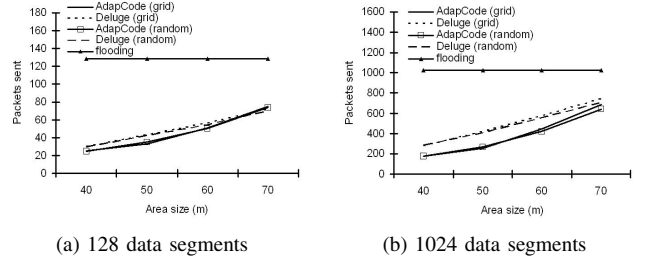 AdapCode (grid)
Deluge (grid)
AdapCode (random)
Deluge (random)
flooding
180
160
140
120
100
80
60
40
20
0
Packets sent
40 50 60 70
Area size (m)
(a) 128 data segments
AdapCode (grid)
Deluge (grid)
AdapCode (random)
Deluge (random)
flooding
1600
1400
1200
1000
800
600
400
200
0
Packets sent
40 50 60 70
Area size (m)
(b) 1024 data segments